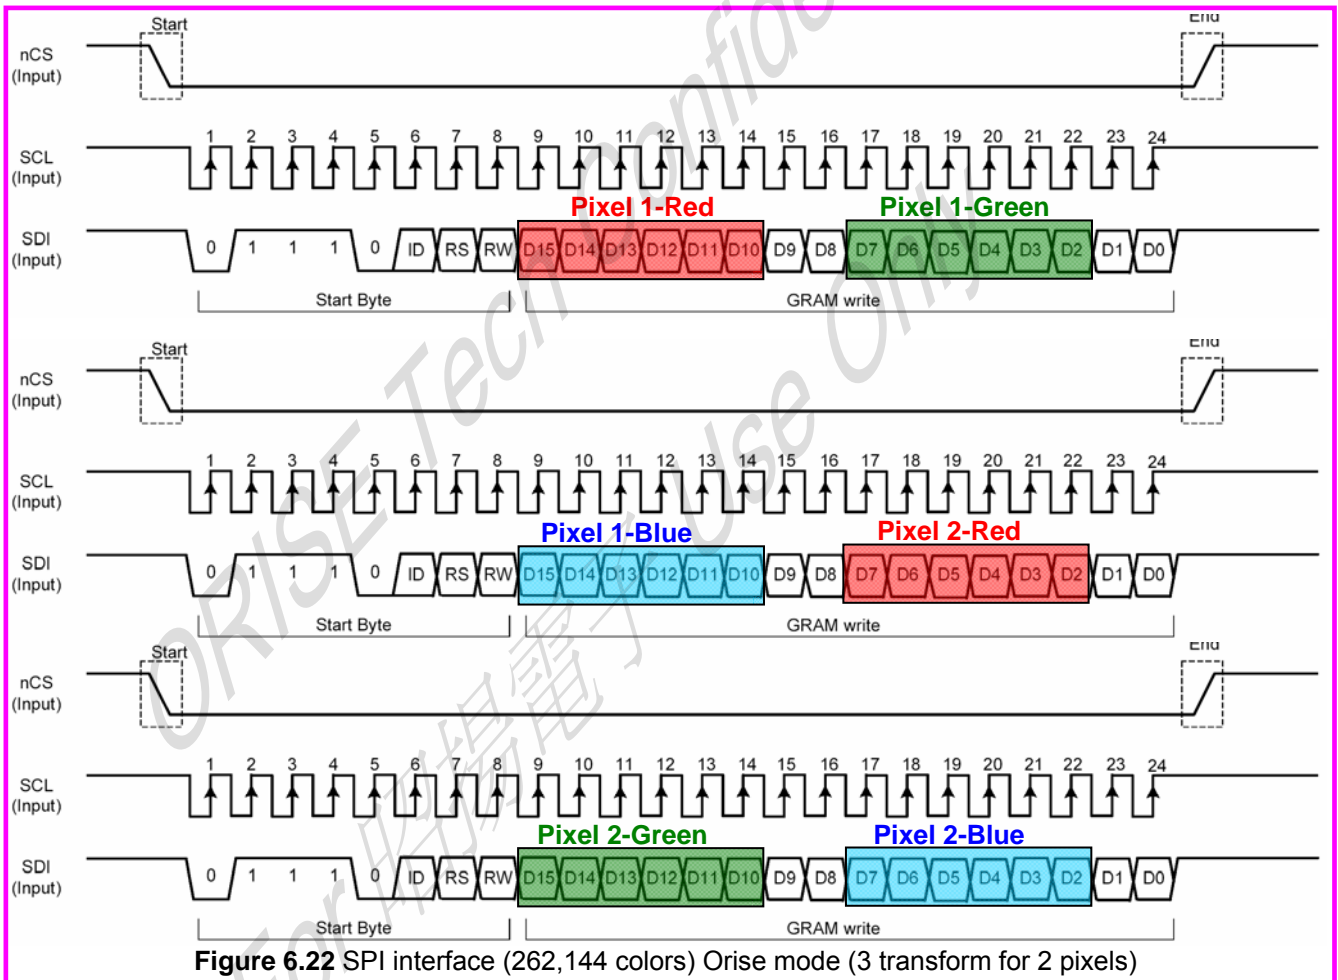 Start
End
nCS
(Input)
1 2 3 4 5 6 7 8 9 10 11 12 13 14 15 16 17 18 19 20 21 22 23 24
SCL
(Input)
Pixel 1-Red Pixel 1-Green
SDI
(Input)
0 1 1 1 0 ID RS RW D15 D14 D13 D12 D11 D10 D9 D8 D7 D6 D5 D4 D3 D2 D1 D0
Start Byte GRAM write
Start
End
nCS
(Input)
1 2 3 4 5 6 7 8 9 10 11 12 13 14 15 16 17 18 19 20 21 22 23 24
SCL
(Input)
Pixel 1-Blue Pixel 2-Red
SDI
(Input)
0 1 1 1 0 ID RS RW D15 D14 D13 D12 D11 D10 D9 D8 D7 D6 D5 D4 D3 D2 D1 D0
Start Byte GRAM write
Start
End
nCS
(Input)
1 2 3 4 5 6 7 8 9 10 11 12 13 14 15 16 17 18 19 20 21 22 23 24
SCL
(Input)
Pixel 2-Green Pixel 2-Blue
SDI
(Input)
0 1 1 1 0 ID RS RW D15 D14 D13 D12 D11 D10 D9 D8 D7 D6 D5 D4 D3 D2 D1 D0
Start Byte GRAM write
Figure 6.22 SPI interface (262,144 colors) Orise mode (3 transform for 2 pixels)
ORISE Tech Confide
For 昭揚電子 Use Only